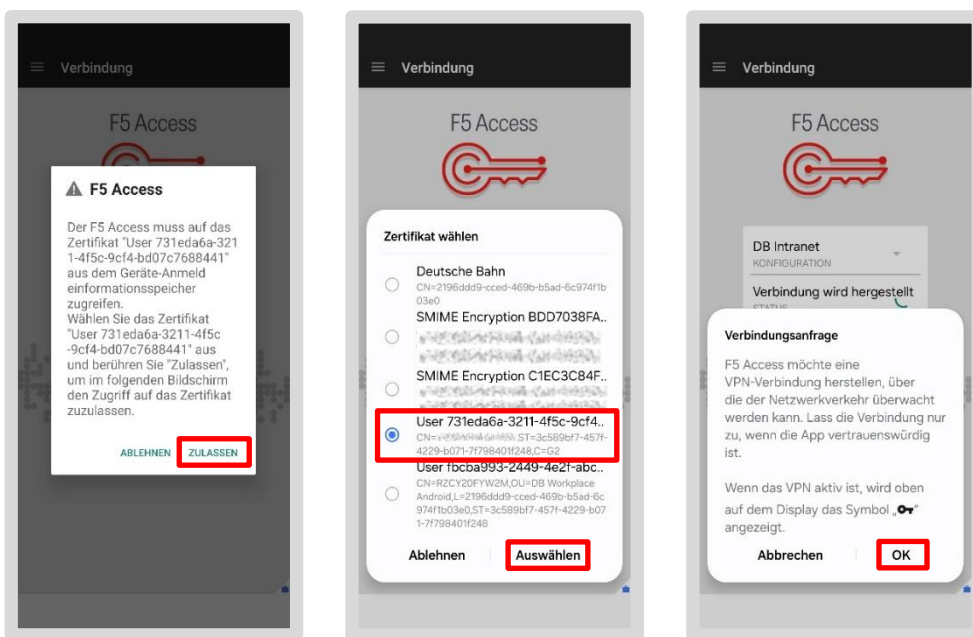 Verbindung
F5 Access
F5 Access
Der F5 Access muss auf das
Zertifikat "User 731eda6a-321
1-4f5c-9cf4-bd07c7688441"
aus dem Geräte-Anmeld
einformationsspeicher
zugreifen.
Wählen Sie das Zertifikat
"User 731eda6a-3211-4f5c
-9cf4-bd07c7688441" aus
und berühren Sie "Zulassen",
um im folgenden Bildschirm
den Zugriff auf das Zertifikat
zuzulassen.
ABLEHNEN ZULASSEN
Verbindung
F5 Access
Zertifikat wählen
Deutsche Bahn
CN=2196ddd9-cced-469b-b5ad-6c974f1b
03e0
SMIME Encryption BDD7038FA..
SMIME Encryption C1EC3C84F..
User 731eda6a-3211-4f5c-9cf4..
CN= ,ST=3c589bf7-457f-
4229-b071-7f798401f248,C=G2
User fbcba993-2449-4e2f-abc..
CN=RZCY20FYW2M,OU=DB Workplace
Android,L=2196ddd9-cced-469b-b5ad-6c
974f1b03e0,ST=3c589bf7-457f-4229-b07
1-7f798401f248
Ablehnen Auswählen
Verbindung
F5 Access
DB Intranet
KONFIGURATION
Verbindung wird hergestellt
STATUS
Verbindungsanfrage
F5 Access möchte eine
VPN-Verbindung herstellen, über
die der Netzwerkverkehr überwacht
werden kann. Lass die Verbindung nur
zu, wenn die App vertrauenswürdig
ist.
Wenn das VPN aktiv ist, wird oben
auf dem Display das Symbol „ "
angezeigt.
Abbrechen OK